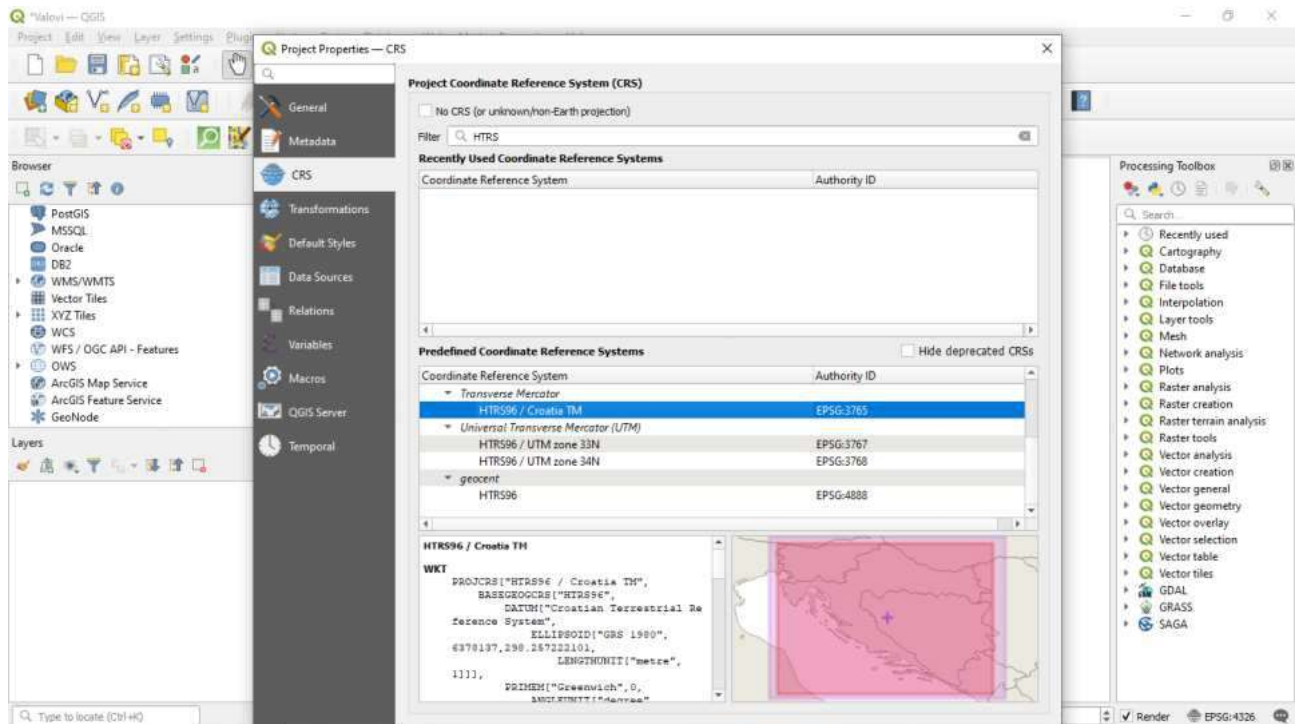 *Valovi — QGIS
Project Edit View Layer Settings
Project Properties — CRS
General
Metadata
CRS
Transformations
Default Styles
Data Sources
Relations
Variables
Macros
QGIS Server
Temporal
Project Coordinate Reference System (CRS)
No CRS (or unknown/non-Earth projection)
Filter HTRS
Recently Used Coordinate Reference Systems
Coordinate Reference System Authority ID
Predefined Coordinate Reference Systems Hide deprecated CRSs
Coordinate Reference System Authority ID
Transverse Mercator
HTRS96 / Croatia TM EPSG:3765
Universal Transverse Mercator (UTM)
HTRS96 / UTM zone 33N EPSG:3767
HTRS96 / UTM zone 34N EPSG:3768
geocent
HTRS96 EPSG:4888
HTRS96 / Croatia TM
WKT
PROJCRS["HTRS96 / Croatia TM",
BASEGEOGCRS["HTRS96",
DATUM["Croatian Terrestrial Re
ference System",
ELLIPSOID["GRS 1980",
6378137,298.257222101,
LENGTHUNIT["metre",
1]]],
PRIMEM["Greenwich",0,
ANGLEUNIT["degree"
Browser
PostGIS
MSSQL
Oracle
DB2
WMS/WMTS
Vector Tiles
XYZ Tiles
WCS
WFS / OGC API - Features
OWS
ArcGIS Map Service
ArcGIS Feature Service
GeoNode
Layers
Type to locate (Ctrl+K)
Processing Toolbox
Search...
Recently used
Cartography
Database
File tools
Interpolation
Layer tools
Mesh
Network analysis
Plots
Raster analysis
Raster creation
Raster terrain analysis
Raster tools
Vector analysis
Vector creation
Vector general
Vector geometry
Vector overlay
Vector selection
Vector table
Vector tiles
GDAL
GRASS
SAGA
Render EPSG:4326